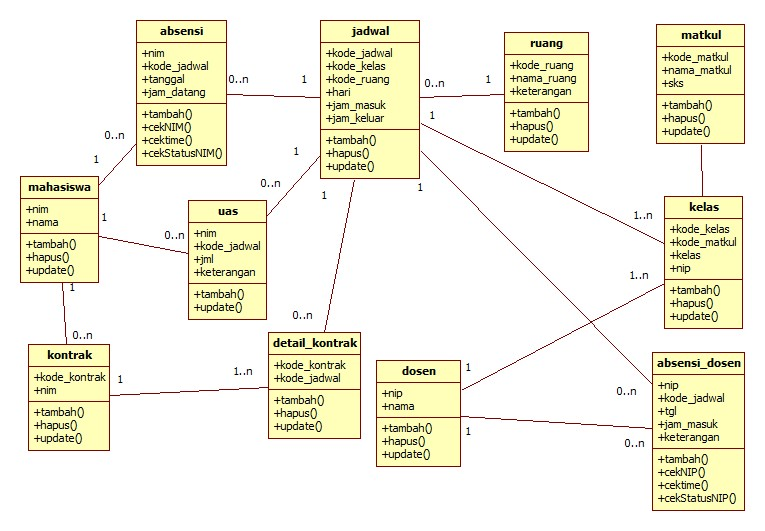 absensi
+nim
+kode_jadwal
+tanggal
+jam_datang
+tambah()
+cekNIM()
+cektime()
+cekStatusNIM()
jadwal
+kode_jadwal
+kode_kelas
+kode_ruang
+hari
+jam_masuk
+jam_keluar
+tambah()
+hapus()
+update()
ruang
+kode_ruang
+nama_ruang
+keterangan
+tambah()
+hapus()
+update()
matkul
+kode_matkul
+nama_matkul
+sks
+tambah()
+hapus()
+update()
0..n
1
0..n
1
0..n
1
1
1..n
mahasiswa
+nim
+nama
+tambah()
+hapus()
+update()
1
0..n
uas
+nim
+kode_jadwal
+jml
+keterangan
+tambah()
+update()
0..n
1
kelas
+kode_kelas
+kode_matkul
+kelas
+nip
+tambah()
+hapus()
+update()
1
0..n
1
0..n
kontrak
+kode_kontrak
+nim
+tambah()
+hapus()
+update()
1
1..n
detail_kontrak
+kode_kontrak
+kode_jadwal
+tambah()
+hapus()
+update()
dosen
+nip
+nama
+tambah()
+hapus()
+update()
1
1..n
1
0..n
1
0..n
absensi_dosen
+nip
+kode_jadwal
+tgl
+jam_masuk
+keterangan
+tambah()
+cekNIP()
+cektime()
+cekStatusNIP()